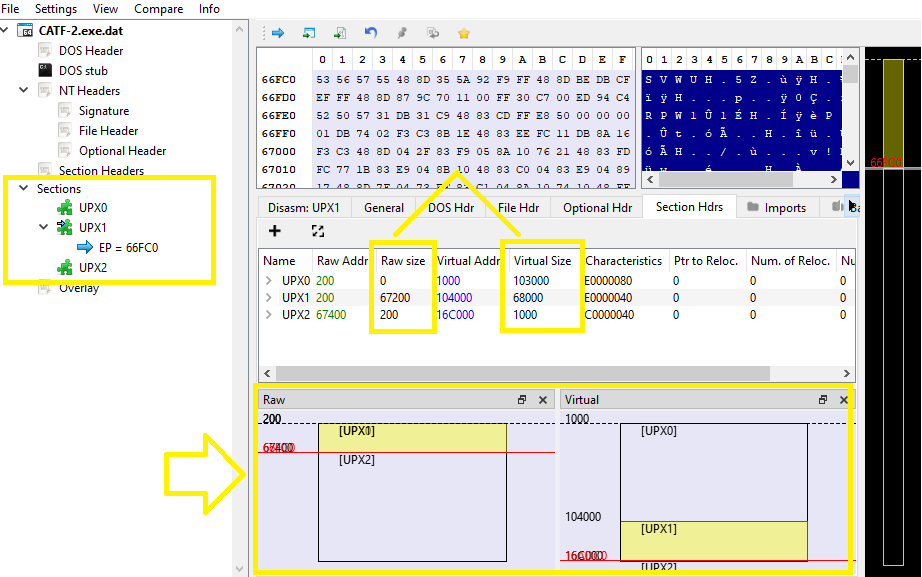 File Settings View Compare Info
CATF-2.exe.dat
DOS Header
DOS stub
NT Headers
Signature
File Header
Optional Header
Section Headers
Sections
UPX0
UPX1
EP = 66FC0
UPX2
Overlay
0 1 2 3 4 5 6 7 8 9 A B C D E F
66FC0 53 56 57 55 48 8D 35 5A 92 F9 FF 48 8D BE DB CF
66FD0 EF FF 48 8D 87 9C 70 11 00 FF 30 C7 00 ED 94 C4
66FE0 52 50 57 31 DB 31 C9 48 83 CD FF E8 50 00 00 00
66FF0 01 DB 74 02 F3 C3 8B 1E 48 83 EE FC 11 DB 8A 16
67000 F3 C3 48 8D 04 2F 83 F9 05 8A 10 76 21 48 83 FD
67010 FC 77 1B 83 E9 04 8B 10 48 83 C0 04 83 E9 04 89
0 1 2 3 4 5 6 7 8 9 A B C
S V W U H . 5 Z . ù ÿ H .
ï ÿ H . . . p . . ÿ 0 Ç .
R P W 1 Û 1 É H . Í ÿ è P
. Û t . ó Ã . . H . î ü .
ó Ã H . . / . ù . . . v !
Disasm: UPX1 General DOS Hdr File Hdr Optional Hdr Section Hdrs Imports
Name Raw Addr Raw size Virtual Addr Virtual Size Characteristics Ptr to Reloc. Num. of Reloc. Nu
UPX0 200 0 1000 103000 E0000080 0 0 0
UPX1 200 67200 104000 68000 E0000040 0 0 0
UPX2 67400 200 16C000 1000 C0000040 0 0 0
Raw
200
[UPX1]
67400
[UPX2]
Virtual
1000
[UPX0]
104000
[UPX1]
16C000
[UPX2]